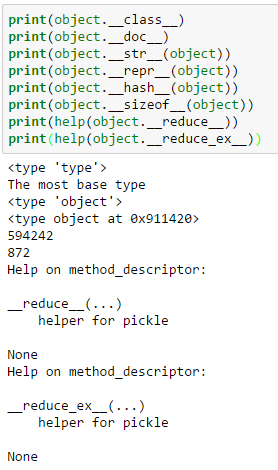 print(object.__class__)
print(object.__doc__)
print(object.__str__(object))
print(object.__repr__(object))
print(object.__hash__(object))
print(object.__sizeof__(object))
print(help(object.__reduce__))
print(help(object.__reduce_ex__))
<type 'type'>
The most base type
<type 'object'>
<type object at 0x911420>
594242
872
Help on method_descriptor:
__reduce__(...)
helper for pickle
None
Help on method_descriptor:
__reduce_ex__(...)
helper for pickle
None